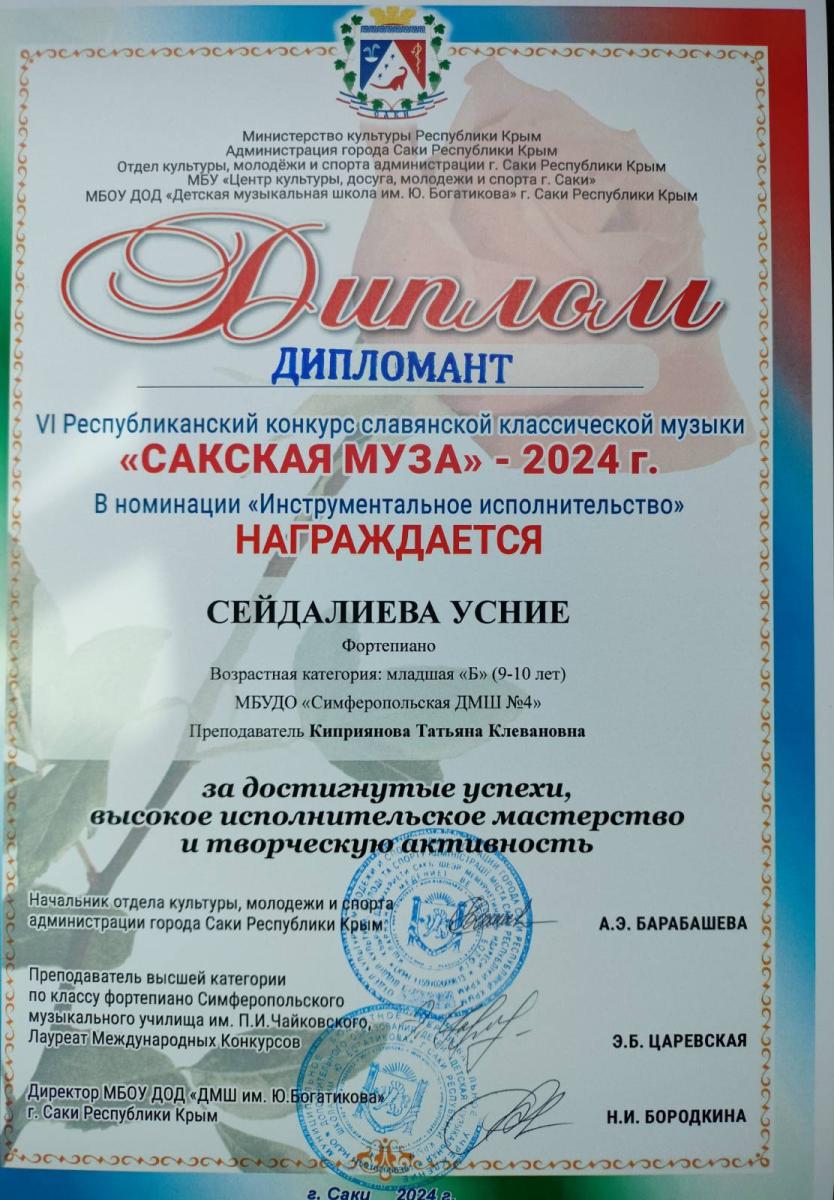 САКИ
Министерство культуры Республики Крым
Администрация города Саки Республики Крым
Отдел культуры, молодёжи и спорта администрации г. Саки Республики Крым
МБУ «Центр культуры, досуга, молодежи и спорта г. Саки»
МБОУ ДОД «Детская музыкальная школа им. Ю. Богатикова» г. Саки Республики Крым
Диплом
ДИПЛОМАНТ
VI Республиканский конкурс славянской классической музыки
«САКСКАЯ МУЗА» - 2024 г.
В номинации «Инструментальное исполнительство»
НАГРАЖДАЕТСЯ
СЕЙДАЛИЕВА УСНИЕ
Фортепиано
Возрастная категория: младшая «Б» (9-10 лет)
МБУДО «Симферопольская ДМШ №4»
Преподаватель Киприянова Татьяна Клевановна
за достигнутые успехи,
высокое исполнительское мастерство
и творческую активность
Начальник отдела культуры, молодежи и спорта
администрации города Саки Республики Крым
А.Э. БАРАБАШЕВА
Преподаватель высшей категории
по классу фортепиано Симферопольского
музыкального училища им. П.И.Чайковского,
Лауреат Международных Конкурсов
Э.Б. ЦАРЕВСКАЯ
Директор МБОУ ДОД «ДМШ им. Ю.Богатикова»
г. Саки Республики Крым
Н.И. БОРОДКИНА
г. Саки 2024 г.